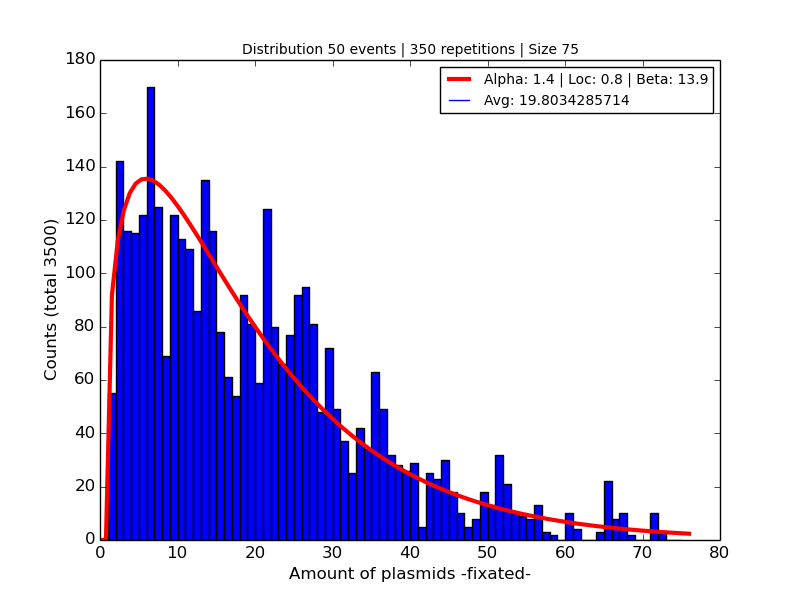 Distribution 50 events | 350 repetitions | Size 75
Alpha: 1.4 | Loc: 0.8 | Beta: 13.9
Avg: 19.8034285714
180
160
140
120
100
80
60
40
20
0
Counts (total 3500)
0 10 20 30 40 50 60 70 80
Amount of plasmids -fixated-